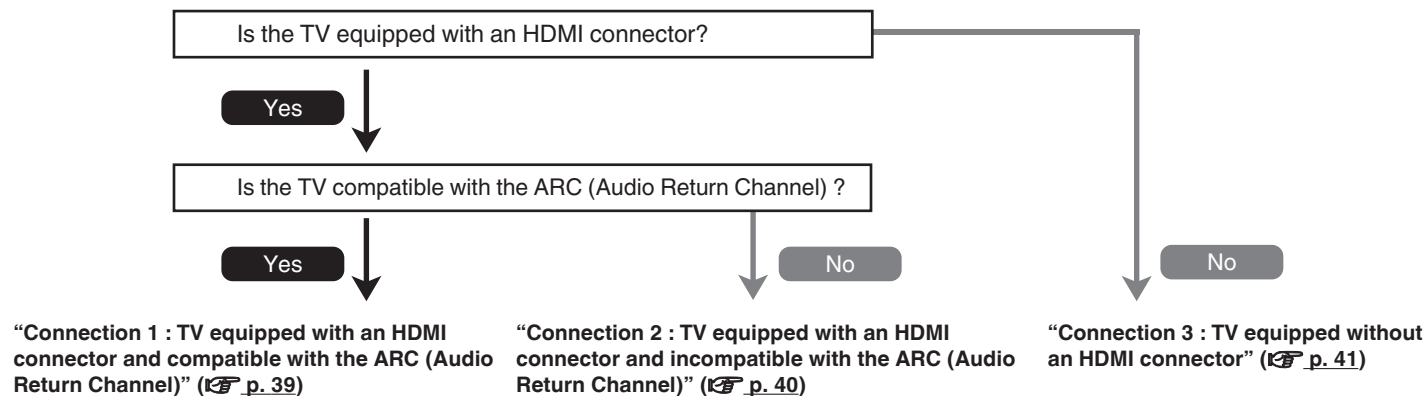 Is the TV equipped with an HDMI connector?
Yes
Is the TV compatible with the ARC (Audio Return Channel) ?
Yes
No
No
“Connection 1 : TV equipped with an HDMI
connector and compatible with the ARC (Audio
Return Channel)” (☞ p. 39)
“Connection 2 : TV equipped with an HDMI
connector and incompatible with the ARC (Audio
Return Channel)” (☞ p. 40)
“Connection 3 : TV equipped without
an HDMI connector” (☞ p. 41)